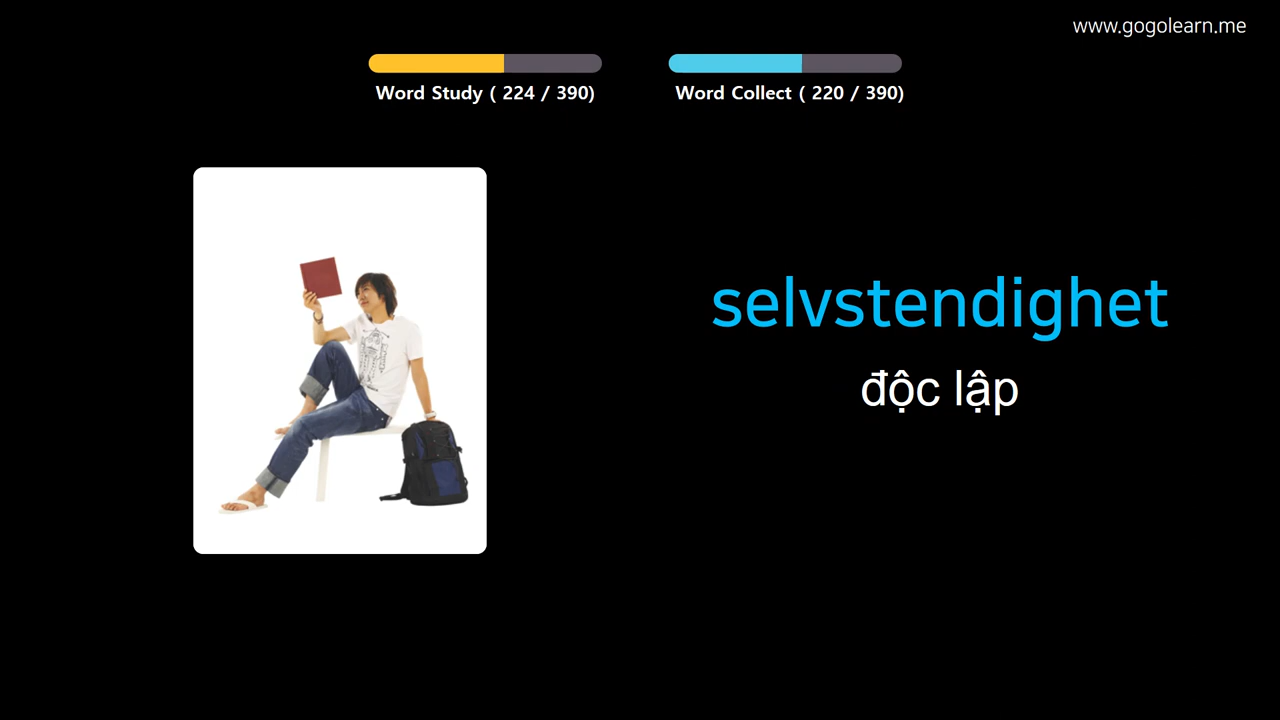 www.gogolearn.me
Word Study ( 224 / 390)
Word Collect ( 220 / 390)
selvstendighet
độc lập